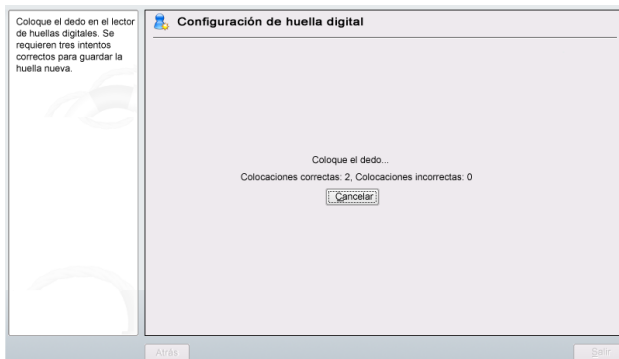 Coloque el dedo en el lector
de huellas digitales. Se
requieren tres intentos
correctos para guardar la
huella nueva.
Configuración de huella digital
Coloque el dedo...
Colocaciones correctas: 2, Colocaciones incorrectas: 0
Cancelar
Atrás
Salir